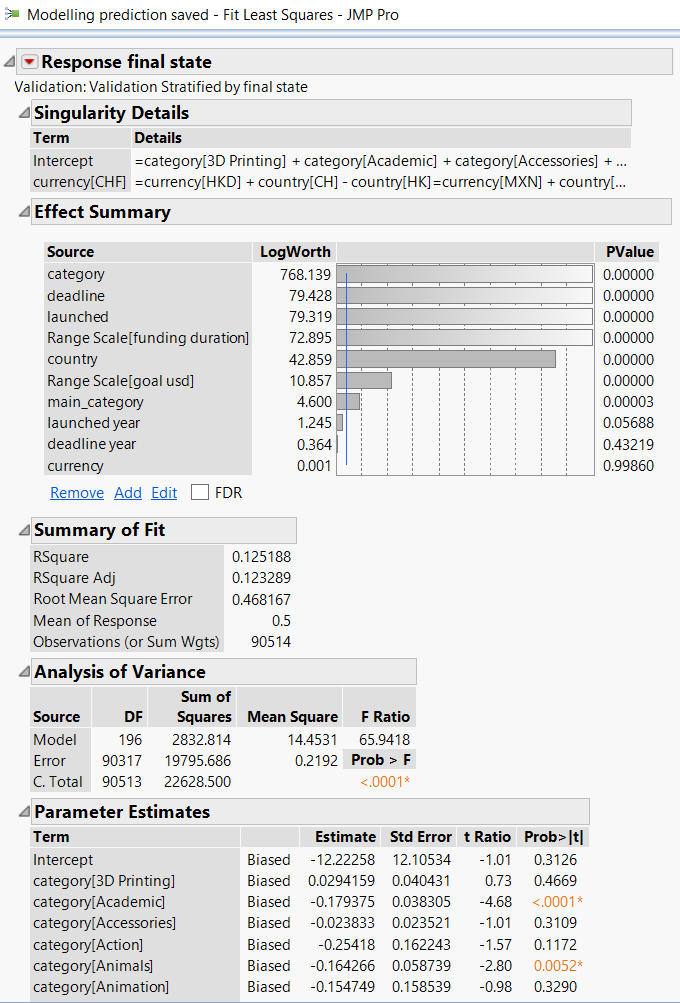 Modelling prediction saved - Fit Least Squares - JMP Pro
Response final state
Validation: Validation Stratified by final state
Singularity Details
Term Details
Intercept =category[3D Printing] + category[Academic] + category[Accessories] + ...
currency[CHF] =currency[HKD] + country[CH] - country[HK]=currency[MXN] + country[...
Effect Summary
Source LogWorth PValue
category 768.139 0.00000
deadline 79.428 0.00000
launched 79.319 0.00000
Range Scale[funding duration] 72.895 0.00000
country 42.859 0.00000
Range Scale[goal usd] 10.857 0.00000
main_category 4.600 0.00003
launched year 1.245 0.05688
deadline year 0.364 0.43219
currency 0.001 0.99860
Remove Add Edit FDR
Summary of Fit
RSquare 0.125188
RSquare Adj 0.123289
Root Mean Square Error 0.468167
Mean of Response 0.5
Observations (or Sum Wgts) 90514
Analysis of Variance
Sum of
Source DF Squares Mean Square F Ratio
Model 196 2832.814 14.4531 65.9418
Error 90317 19795.686 0.2192 Prob > F
C. Total 90513 22628.500 <.0001*
Parameter Estimates
Term Estimate Std Error t Ratio Prob>|t|
Intercept Biased -12.22258 12.10534 -1.01 0.3126
category[3D Printing] Biased 0.0294159 0.040431 0.73 0.4669
category[Academic] Biased -0.179375 0.038305 -4.68 <.0001*
category[Accessories] Biased -0.023833 0.023521 -1.01 0.3109
category[Action] Biased -0.25418 0.162243 -1.57 0.1172
category[Animals] Biased -0.164266 0.058739 -2.80 0.0052*
category[Animation] Biased -0.154749 0.158539 -0.98 0.3290